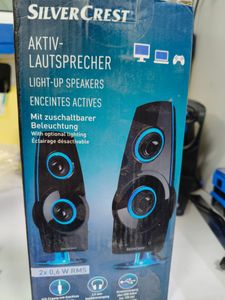 SILVERCREST
AKTIV-
LAUTSPRECHER
LIGHT-UP SPEAKERS
ENCEINTES ACTIVES
Mit zuschaltbarer
Beleuchtung
With optional lighting
Éclairage désactivable
2x 0,6 W RMS